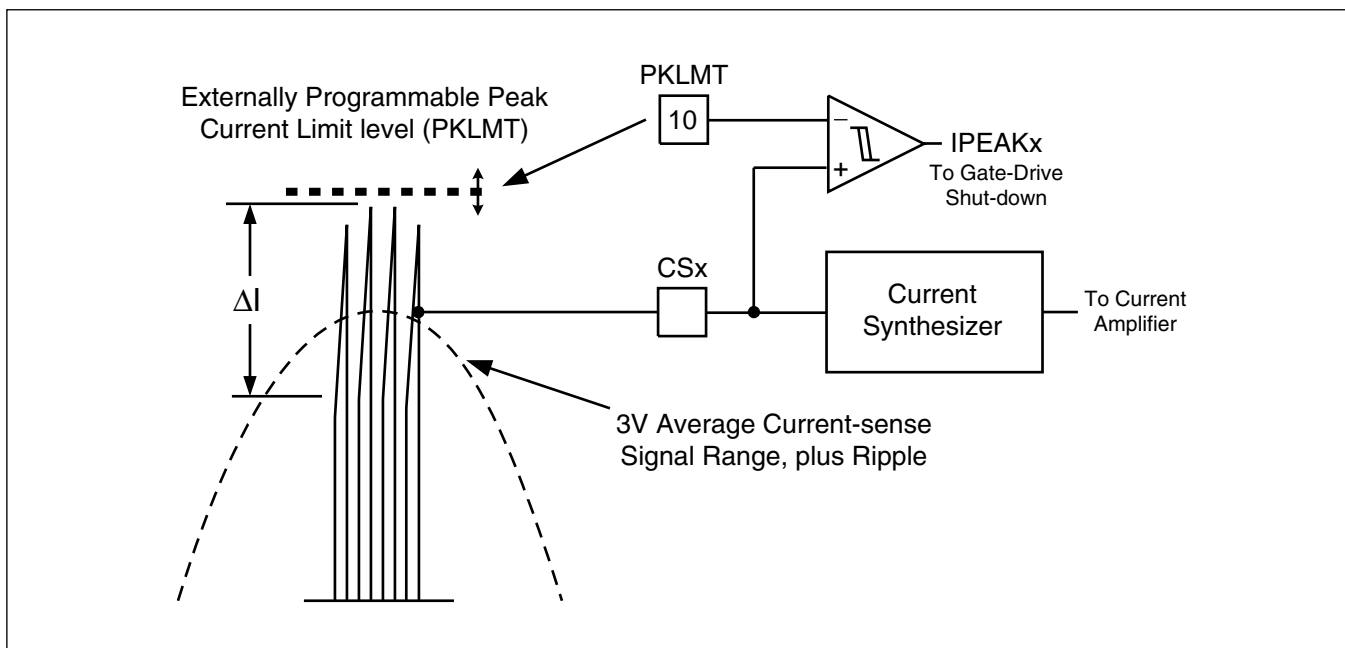 Externally Programmable Peak
Current Limit level (PKLMT)
PKLMT
10
−
+
IPEAKx
To Gate-Drive
Shut-down
ΔI
CSx
Current
Synthesizer
To Current
Amplifier
3V Average Current-sense
Signal Range, plus Ripple